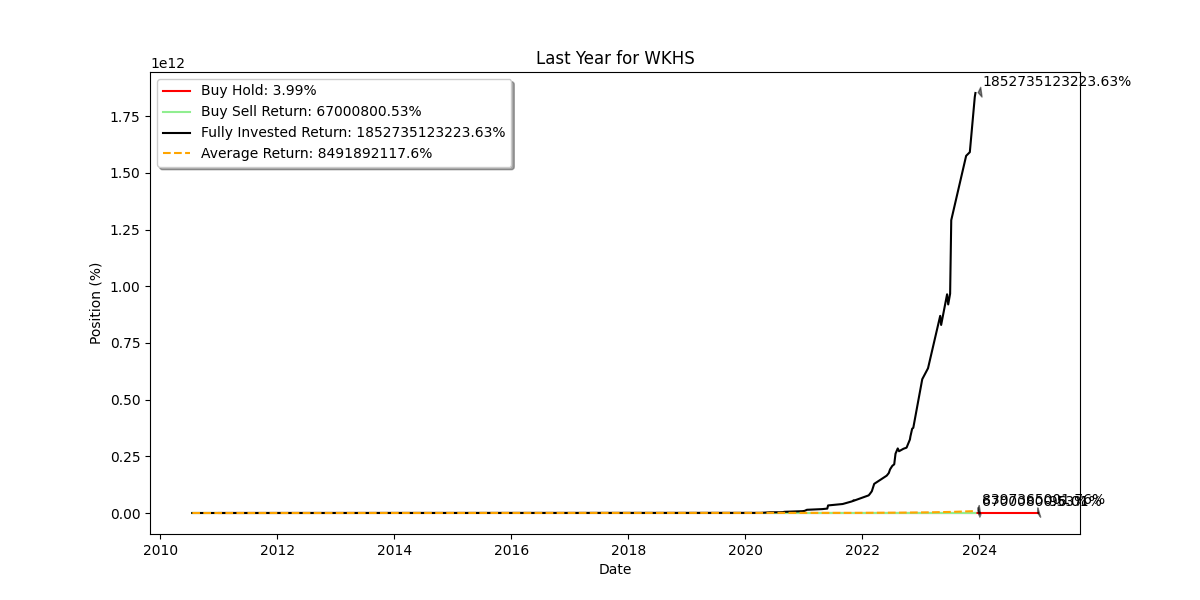 Last Year for WKHS
1e12
1852735123223.63%
Buy Hold: 3.99%
Buy Sell Return: 67000800.53%
Fully Invested Return: 1852735123223.63%
Average Return: 8491892117.6%
1.75
1.50
1.25
1.00
0.75
0.50
0.25
0.00
Position (%)
2010
2012
2014
2016
2018
2020
2022
2024
Date